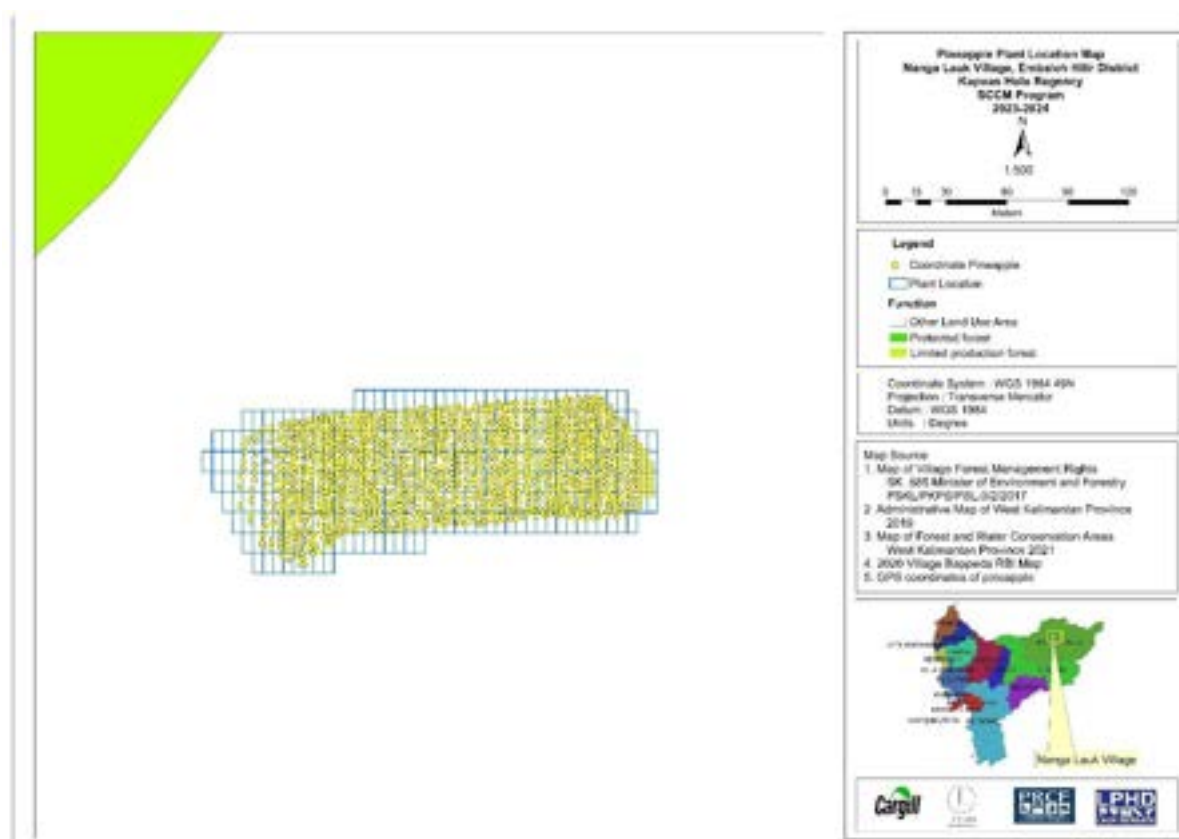 Pineapple Plant Location Map
Nanga Lauk Village, Embaloh Hilir District
Kapuas Hulu Regency
SCCM Program
2023-2024
N
1:500
0 15 30 60 90 120
Meters
Legend
Coordinate Pineapple
Plant Location
Function
Other Land Use Area
Protected forest
Limited production forest
Coordinate System : WGS 1984 49N
Projection : Transverse Mercator
Datum : WGS 1984
Units : Degree
Map Source
1. Map of Village Forest Management Rights
SK. 685 Minister of Environment and Forestry
2. Administrative Map of West Kalimantan Province
2019
3. Map of Forest and Water Conservation Areas
West Kalimantan Province 2021
4. 2020 Village Bappeda RBI Map
5. GPS coordinates of pineapple
Nanga Lauk Village
Cargill
PRCF
LPHD